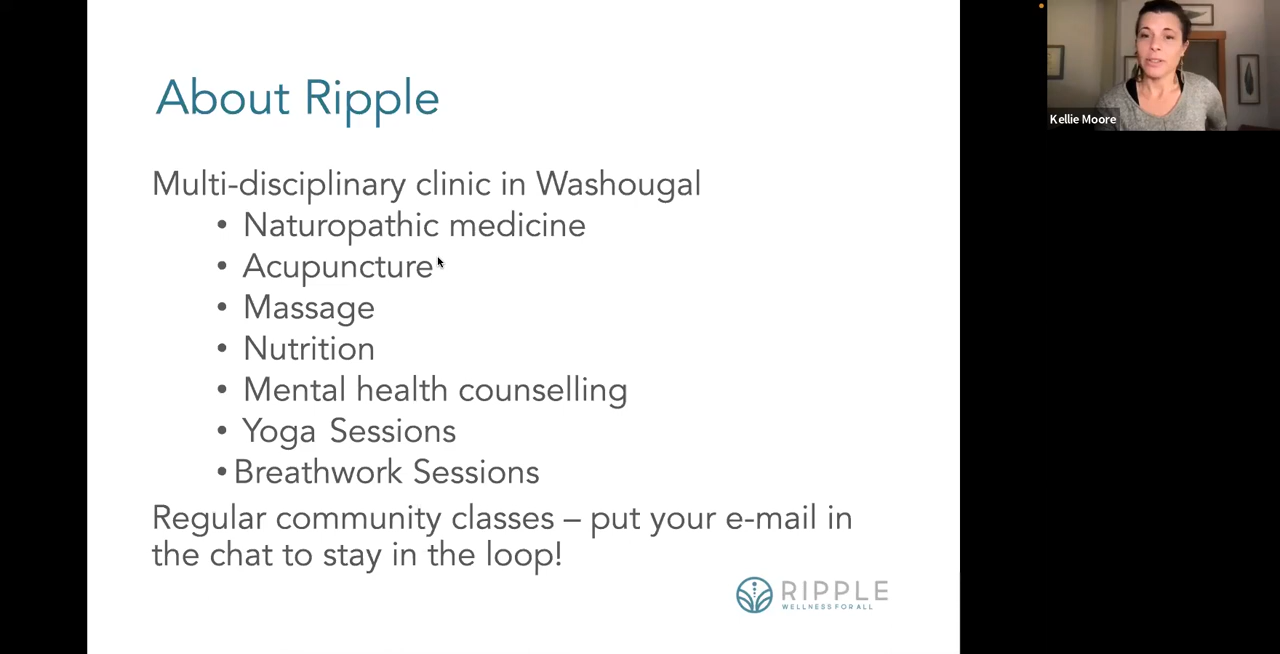 About Ripple
Multi-disciplinary clinic in Washougal
• Naturopathic medicine
• Acupuncture
• Massage
• Nutrition
• Mental health counselling
• Yoga Sessions
• Breathwork Sessions
Regular community classes – put your e-mail in
the chat to stay in the loop!
RIPPLE
WELLNESS FOR ALL
Kellie Moore